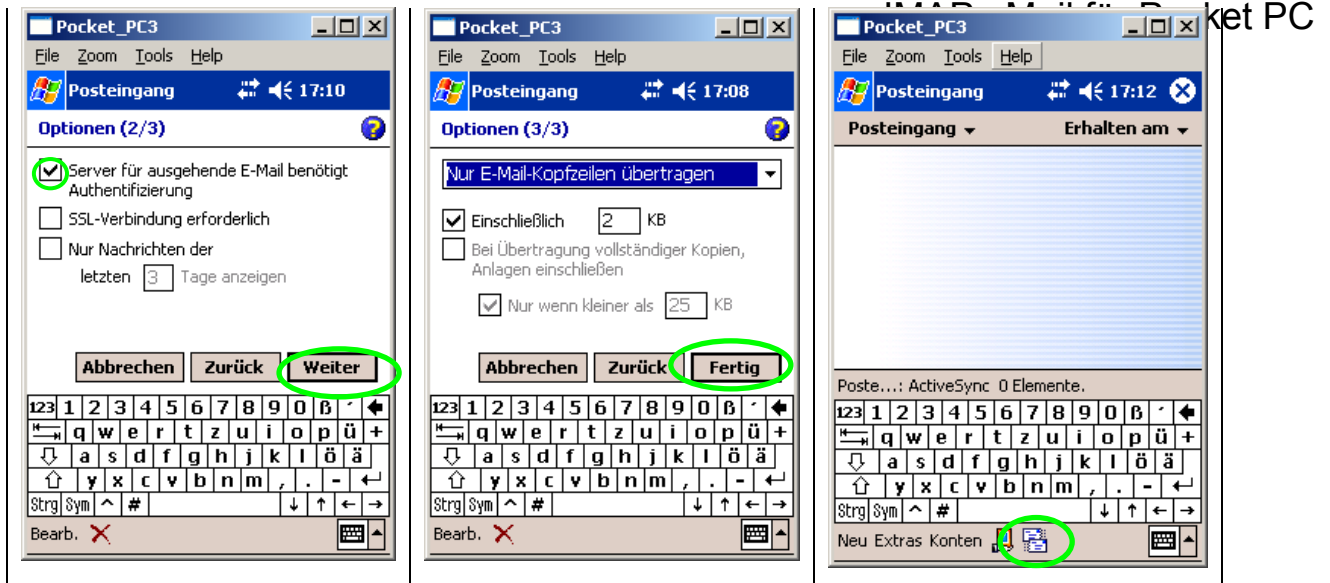 ket PC
Pocket_PC3
File Zoom Tools Help
Posteingang 17:10
Optionen (2/3)
Server für ausgehende E-Mail benötigt
Authentifizierung
SSL-Verbindung erforderlich
Nur Nachrichten der
letzten 3 Tage anzeigen
Abbrechen Zurück Weiter
123 1 2 3 4 5 6 7 8 9 0 ß ´
q w e r t z u i o p ü +
a s d f g h j k l ö ä
y x c v b n m , . -
Strg Sym ^ # ↓ ↑ ← →
Bearb.
Pocket_PC3
File Zoom Tools Help
Posteingang 17:08
Optionen (3/3)
Nur E-Mail-Kopfzeilen übertragen
Einschließlich 2 KB
Bei Übertragung vollständiger Kopien,
Anlagen einschließen
Nur wenn kleiner als 25 KB
Abbrechen Zurück Fertig
123 1 2 3 4 5 6 7 8 9 0 ß ´
q w e r t z u i o p ü +
a s d f g h j k l ö ä
y x c v b n m , . -
Strg Sym ^ # ↓ ↑ ← →
Bearb.
Pocket_PC3
File Zoom Tools Help
Posteingang 17:12
Posteingang Erhalten am
Poste...: ActiveSync 0 Elemente.
123 1 2 3 4 5 6 7 8 9 0 ß ´
q w e r t z u i o p ü +
a s d f g h j k l ö ä
y x c v b n m , . -
Strg Sym ^ # ↓ ↑ ← →
Neu Extras Konten